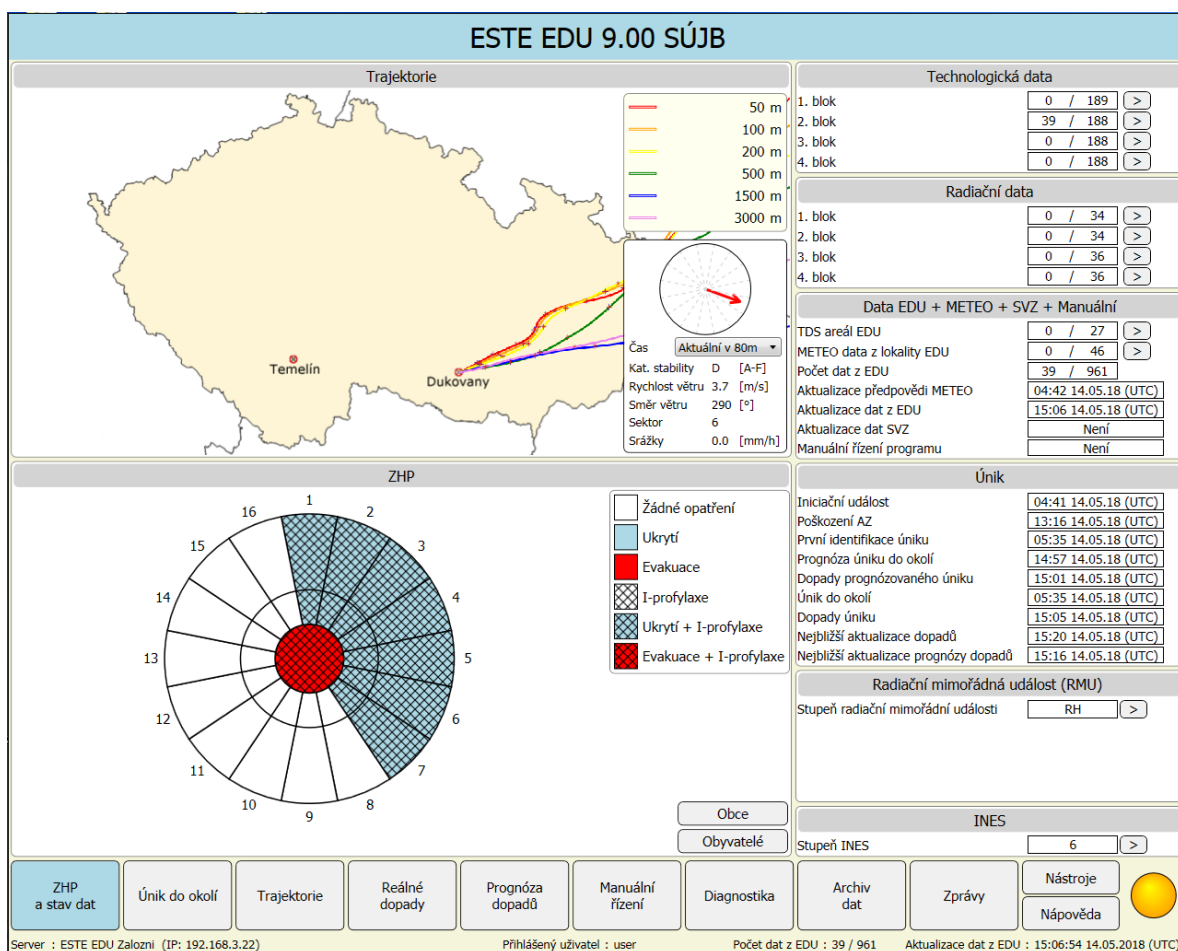 ESTE EDU 9.00 SÚJB
Trajektorie
50 m
100 m
200 m
500 m
1500 m
3000 m
Temelín
Dukovany
Čas Aktuální v 80m
Kat. stability D [A-F]
Rychlost větru 3.7 [m/s]
Směr větru 290 [°]
Sektor 6
Srážky 0.0 [mm/h]
Technologická data
1. blok 0 / 189 >
2. blok 39 / 188 >
3. blok 0 / 188 >
4. blok 0 / 188 >
Radiační data
1. blok 0 / 34 >
2. blok 0 / 34 >
3. blok 0 / 36 >
4. blok 0 / 36 >
Data EDU + METEO + SVZ + Manuální
TDS areál EDU 0 / 27 >
METEO data z lokality EDU 0 / 46 >
Počet dat z EDU 39 / 961
Aktualizace předpovědi METEO 04:42 14.05.18 (UTC)
Aktualizace dat z EDU 15:06 14.05.18 (UTC)
Aktualizace dat SVZ Není
Manuální řízení programu Není
ZHP
1
2
3
4
5
6
7
8
9
10
11
12
13
14
15
16
Žádné opatření
Ukrytí
Evakuace
I-profylaxe
Ukrytí + I-profylaxe
Evakuace + I-profylaxe
Obce
Obyvatelé
Únik
Iniciační událost 04:41 14.05.18 (UTC)
Poškození AZ 13:16 14.05.18 (UTC)
První identifikace úniku 05:35 14.05.18 (UTC)
Prognóza úniku do okolí 14:57 14.05.18 (UTC)
Dopady prognózovaného úniku 15:01 14.05.18 (UTC)
Únik do okolí 05:35 14.05.18 (UTC)
Dopady úniku 15:05 14.05.18 (UTC)
Nejbližší aktualizace dopadů 15:20 14.05.18 (UTC)
Nejbližší aktualizace prognózy dopadů 15:16 14.05.18 (UTC)
Radiační mimořádná událost (RMU)
Stupeň radiační mimořádní události RH >
INES
Stupeň INES 6 >
ZHP
a stav dat
Únik do okolí
Trajektorie
Reálné
dopady
Prognóza
dopadů
Manuální
řízení
Diagnostika
Archiv
dat
Zprávy
Nástroje
Nápověda
Server : ESTE EDU Zalozni (IP: 192.168.3.22) Přihlášený uživatel : user Počet dat z EDU : 39 / 961 Aktualizace dat z EDU : 15:06:54 14.05.2018 (UTC)